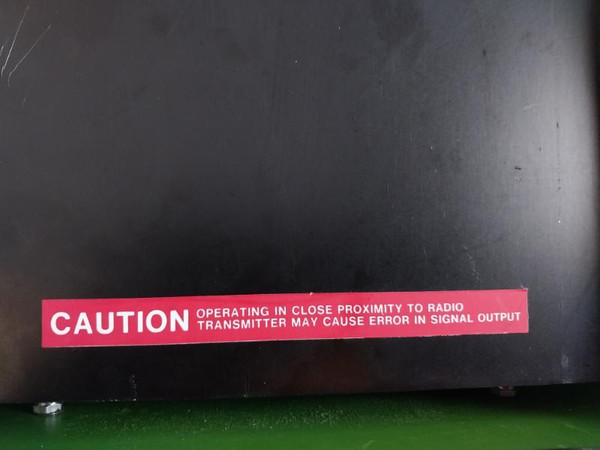 CAUTION OPERATING IN CLOSE PROXIMITY TO RADIO
TRANSMITTER MAY CAUSE ERROR IN SIGNAL OUTPUT